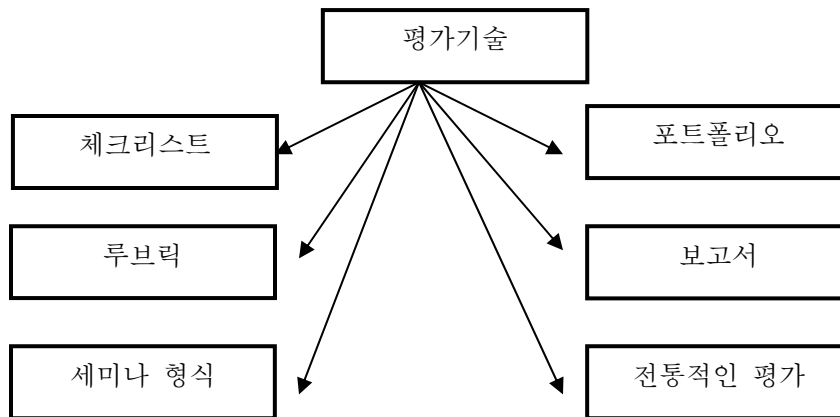 평가기술
체크리스트
포트폴리오
루브릭
보고서
세미나 형식
전통적인 평가